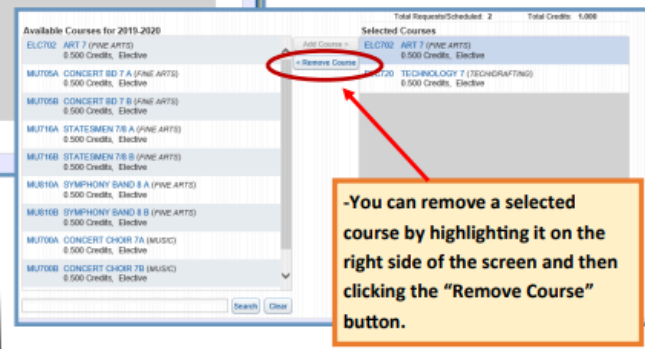 Total Requests/Scheduled: 2 Total Credits: 1.000
Available Courses for 2019-2020
Selected Courses
ELC702 ART 7 (FINE ARTS)
0.500 Credits, Elective
MU705A CONCERT BD 7 A (FINE ARTS)
0.500 Credits, Elective
MU705B CONCERT BD 7 B (FINE ARTS)
0.500 Credits, Elective
MU716A STATESMEN 7/8 A (FINE ARTS)
0.500 Credits, Elective
MU716B STATESMEN 7/8 B (FINE ARTS)
0.500 Credits, Elective
MU810A SYMPHONY BAND 8 A (FINE ARTS)
0.500 Credits, Elective
MU810B SYMPHONY BAND 8 B (FINE ARTS)
0.500 Credits, Elective
MU700A CONCERT CHOIR 7A (MUSIC)
0.500 Credits, Elective
MU700B CONCERT CHOIR 7B (MUSIC)
0.500 Credits, Elective
Search Clear
Add Course >
< Remove Course
ELC702 ART 7 (FINE ARTS)
0.500 Credits, Elective
TECHNOLOGY 7 (TECH/DRAFTING)
0.500 Credits, Elective
-You can remove a selected
course by highlighting it on the
right side of the screen and then
clicking the “Remove Course”
button.